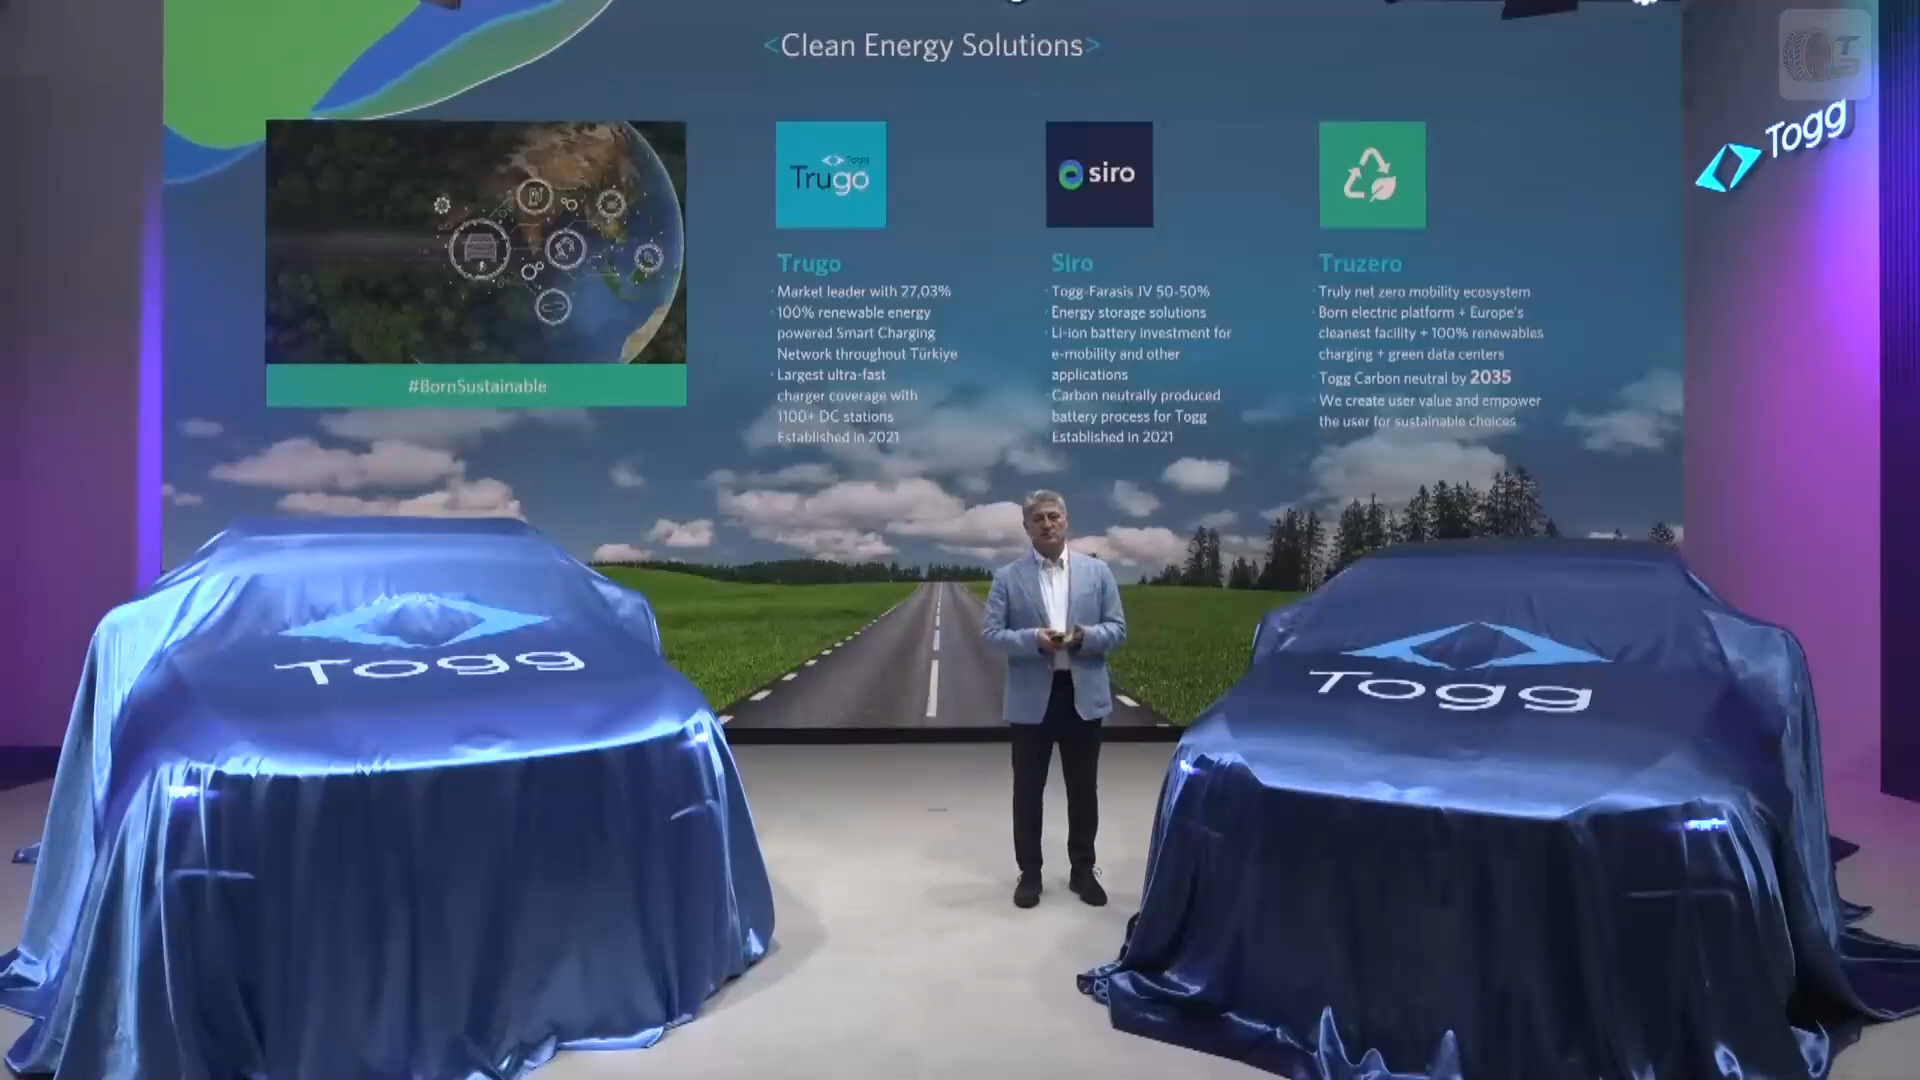 <Clean Energy Solutions>
T
B
Togg
#BornSustainable
Togg
Trugo
Trugo
· Market leader with 27,03%
· 100% renewable energy
powered Smart Charging
Network throughout Türkiye
· Largest ultra-fast
charger coverage with
1100+ DC stations
Established in 2021
siro
Siro
· Togg-Farasis JV 50-50%
· Energy storage solutions
· Li-ion battery investment for
e-mobility and other
applications
· Carbon neutrally produced
battery process for Togg
· Established in 2021
Truzero
· Truly net zero mobility ecosystem
· Born electric platform + Europe's
cleanest facility + 100% renewables
charging + green data centers
Togg Carbon neutral by 2035
· We create user value and empower
the user for sustainable choices
Togg
Togg